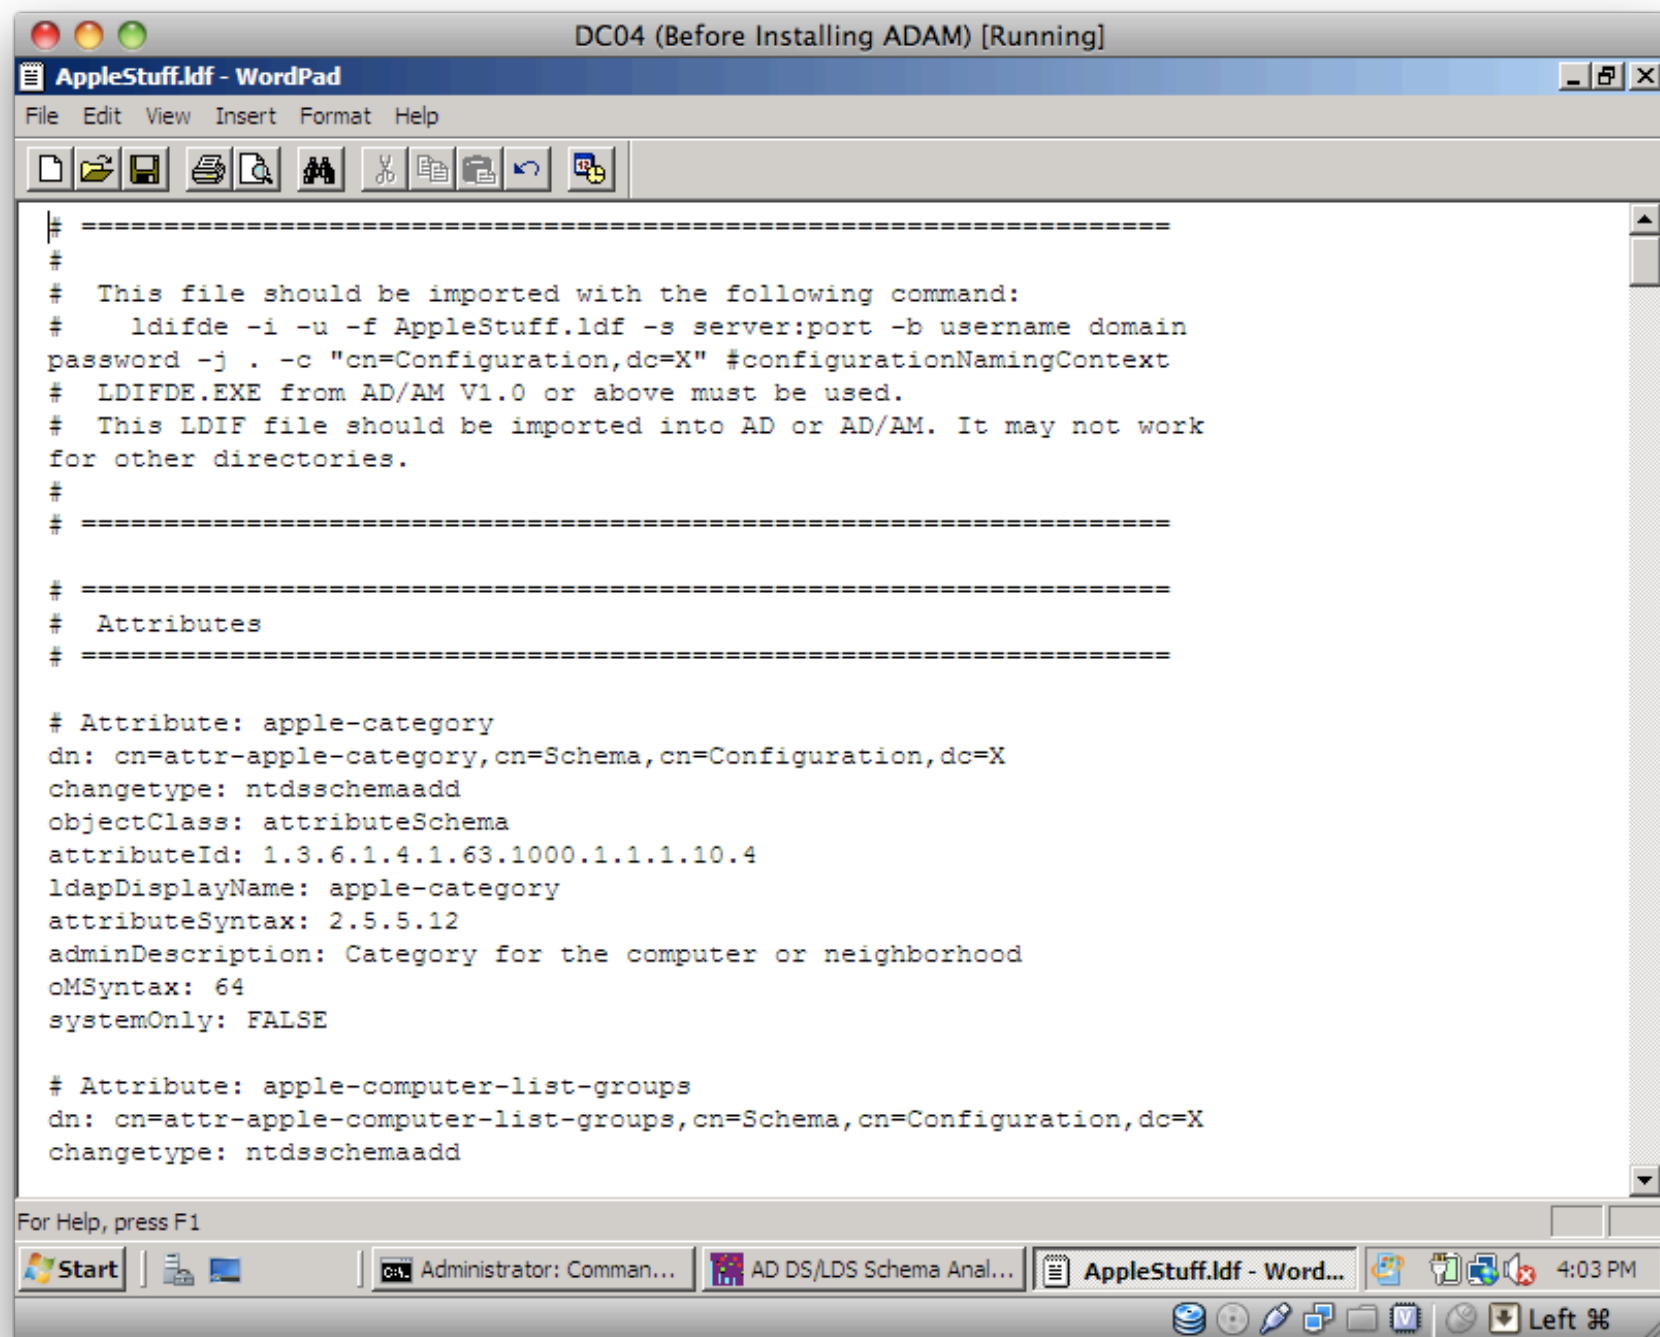 DC04 (Before Installing ADAM) [Running]
AppleStuff.ldf - WordPad
File Edit View Insert Format Help
# ==================================================================
#
#  This file should be imported with the following command:
#    ldifde -i -u -f AppleStuff.ldf -s server:port -b username domain
password -j . -c "cn=Configuration,dc=X" #configurationNamingContext
#  LDIFDE.EXE from AD/AM V1.0 or above must be used.
#  This LDIF file should be imported into AD or AD/AM. It may not work
for other directories.
#
# ==================================================================
# ==================================================================
#  Attributes
# ==================================================================
# Attribute: apple-category
dn: cn=attr-apple-category,cn=Schema,cn=Configuration,dc=X
changetype: ntdsschemaadd
objectClass: attributeSchema
attributeId: 1.3.6.1.4.1.63.1000.1.1.1.10.4
ldapDisplayName: apple-category
attributeSyntax: 2.5.5.12
adminDescription: Category for the computer or neighborhood
oMSyntax: 64
systemOnly: FALSE
# Attribute: apple-computer-list-groups
dn: cn=attr-apple-computer-list-groups,cn=Schema,cn=Configuration,dc=X
changetype: ntdsschemaadd
For Help, press F1
Start Administrator: Comman... AD DS/LDS Schema Anal... AppleStuff.ldf - Word... 4:03 PM
Left ⌘